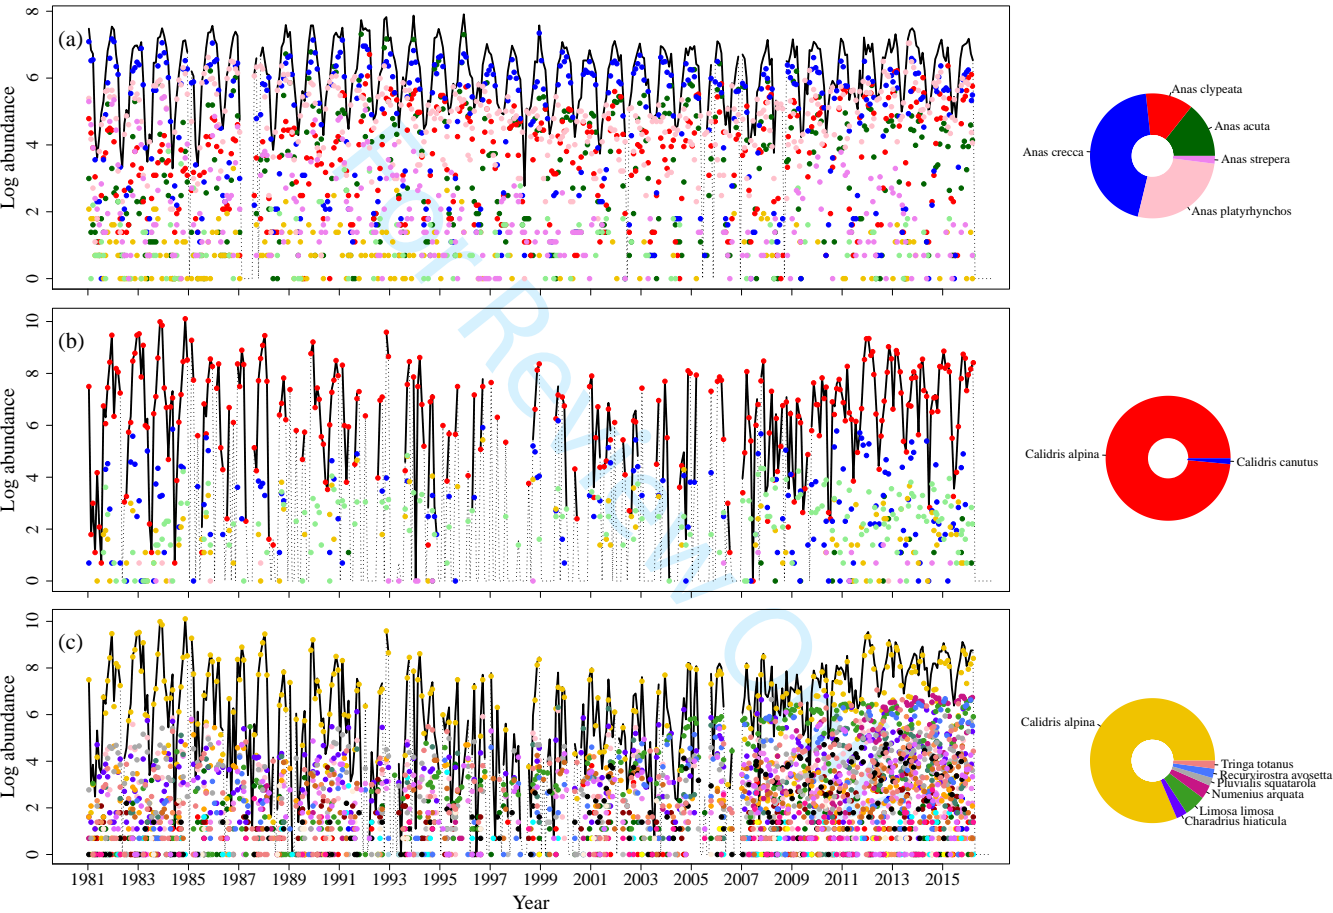 (a)
Log abundance
8
6
4
2
0
Anas clypeata
Anas acuta
Anas crecca
Anas strepera
Anas platyrhynchos
(b)
Log abundance
10
8
6
4
2
0
Calidris alpina
Calidris canutus
(c)
Log abundance
10
8
6
4
2
0
Calidris alpina
Tringa totanus
Recurvirostra avosetta
Pluvialis squatarola
Numenius arquata
Limosa limosa
Charadrius hiaticula
1981 1983 1985 1987 1989 1991 1993 1995 1997 1999 2001 2003 2005 2007 2009 2011 2013 2015
Year
For Review O